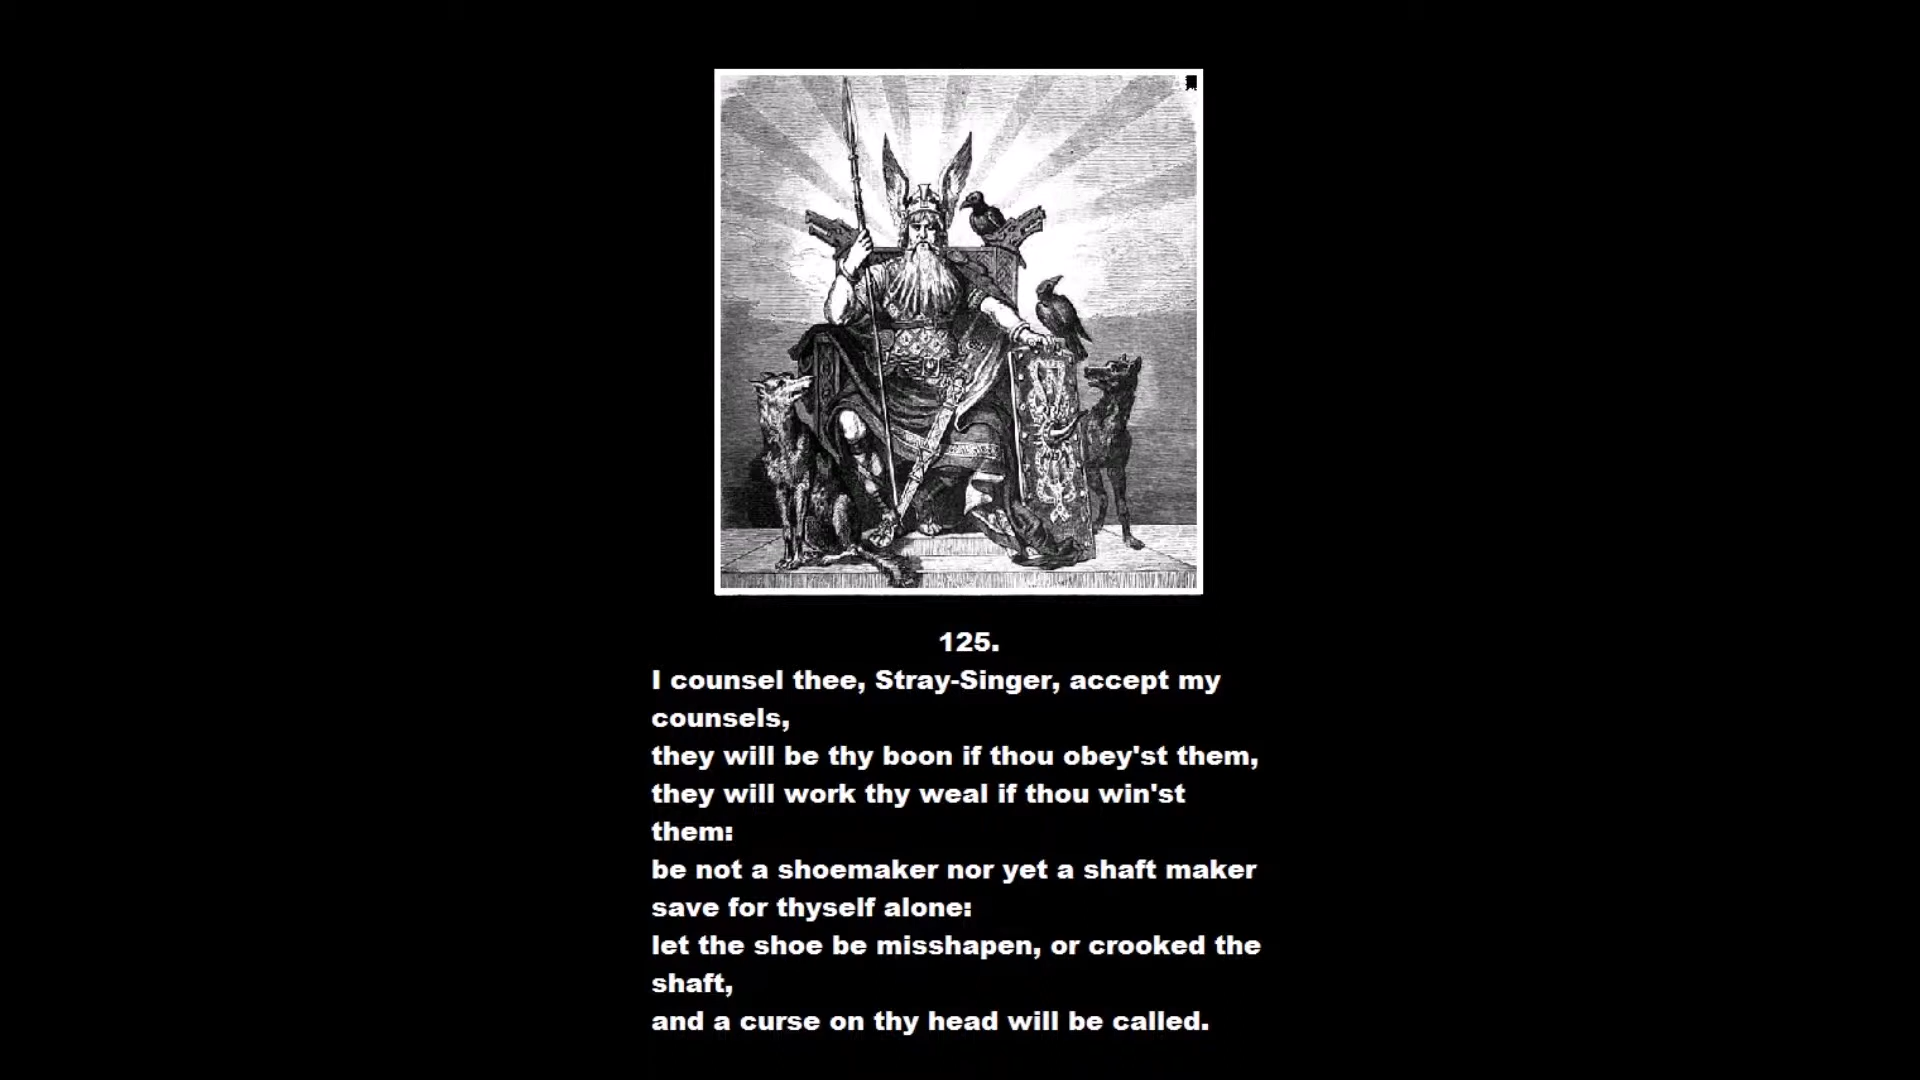 125.
I counsel thee, Stray-Singer, accept my
counsels,
they will be thy boon if thou obey'st them,
they will work thy weal if thou win'st
them:
be not a shoemaker nor yet a shaft maker
save for thyself alone:
let the shoe be misshapen, or crooked the
shaft,
and a curse on thy head will be called.